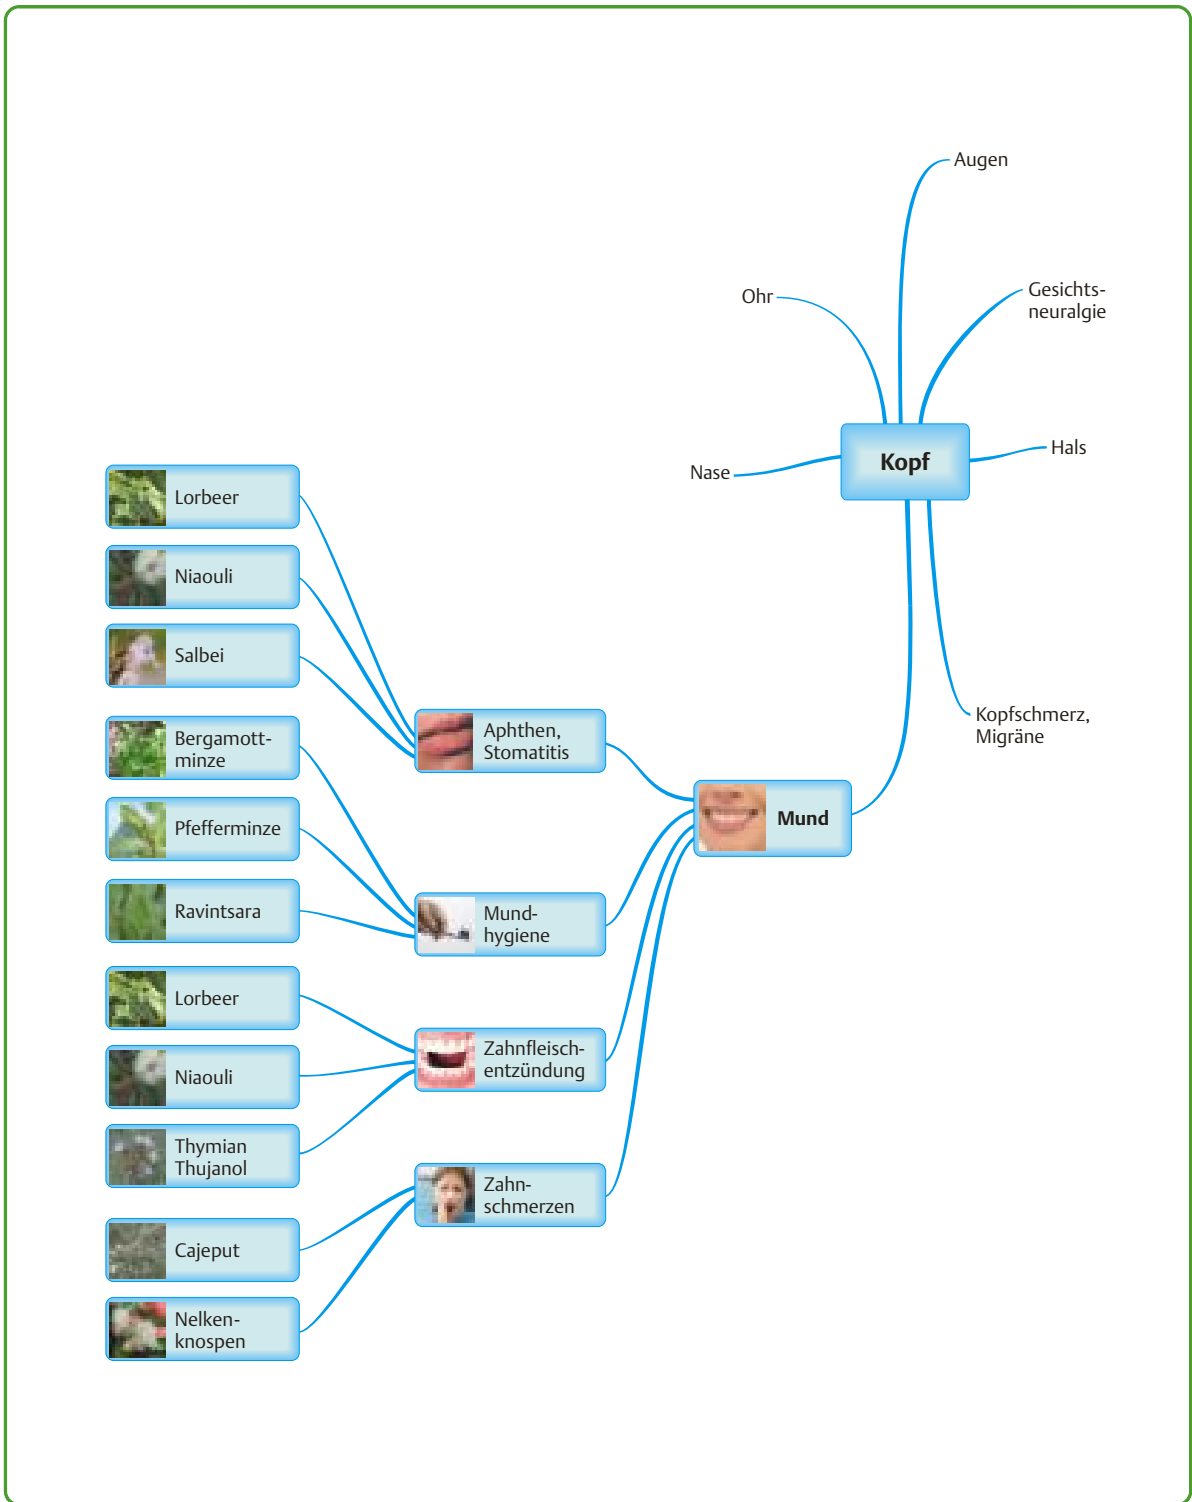 Augen
Ohr
Gesichts-
neuralgie
Kopf
Hals
Nase
Kopfschmerz,
Migräne
Mund
Aphthen,
Stomatitis
Lorbeer
Niaouli
Salbei
Mund-
hygiene
Bergamott-
minze
Pfefferminze
Ravintsara
Zahnfleisch-
entzündung
Lorbeer
Niaouli
Thymian
Thujanol
Zahn-
schmerzen
Cajeput
Nelken-
knospen